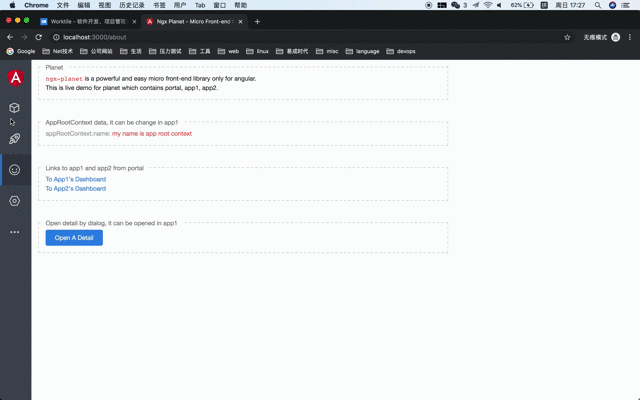 Chrome 文件 编辑 视图 历史记录 书签 用户 Tab 窗口 帮助
3 62% 拼 周日 17:27
Worktile - 软件开发、项目管理 Ngx Planet - Micro Front-end f
localhost:3000/about 无痕模式
Google Net技术 公司网站 生活 压力测试 工具 web linux 易成时代 misc language devops
Planet
ngx-planet is a powerful and easy micro front-end library only for angular.
This is live demo for planet which contains portal, app1, app2.
AppRootContext data, it can be change in app1
appRootContext.name: my name is app root context
Links to app1 and app2 from portal
To App1's Dashboard
To App2's Dashboard
Open detail by dialog, it can be opened in app1
Open A Detail